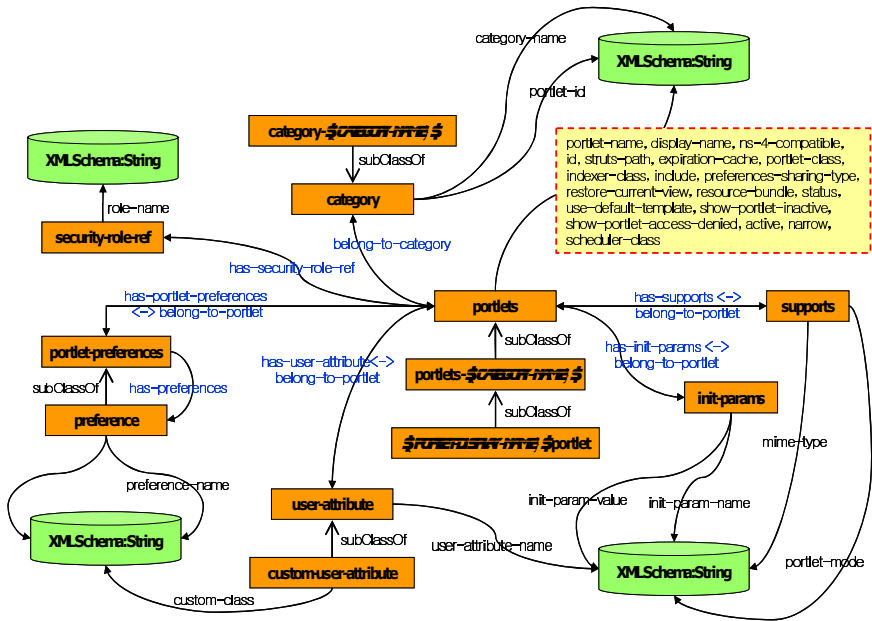 category-name
XMLSchema:String
portlet-id
category-$CATEGORY-NAME $
subClassOf
XMLSchema:String
category
role-name
security-role-ref
belong-to-category
has-security-role-ref
portlet-name, display-name, ns-4-compatible,
id, struts-path, expiration-cache, portlet-class,
indexer-class, include, preferences-sharing-type,
restore-current-view, resource-bundle, status,
use-default-template, show-portlet-inactive,
show-portlet-access-denied, active, narrow,
scheduler-class
has-portlet-preferences
<-> belong-to-portlet
portlets
has-supports <->
belong-to-portlet
supports
portlet-preferences
subClassOf
has-preferences
preference
has-user-attribute<->
belong-to-portlet
subClassOf
portlets-$CATEGORY-NAME $
subClassOf
portlet
has-init-params <->
belong-to-portlet
init-params
mime-type
preference-name
XMLSchema:String
user-attribute
subClassOf
custom-user-attribute
custom-class
user-attribute-name
init-param-value
init-param-name
XMLSchema:String
portlet-mode